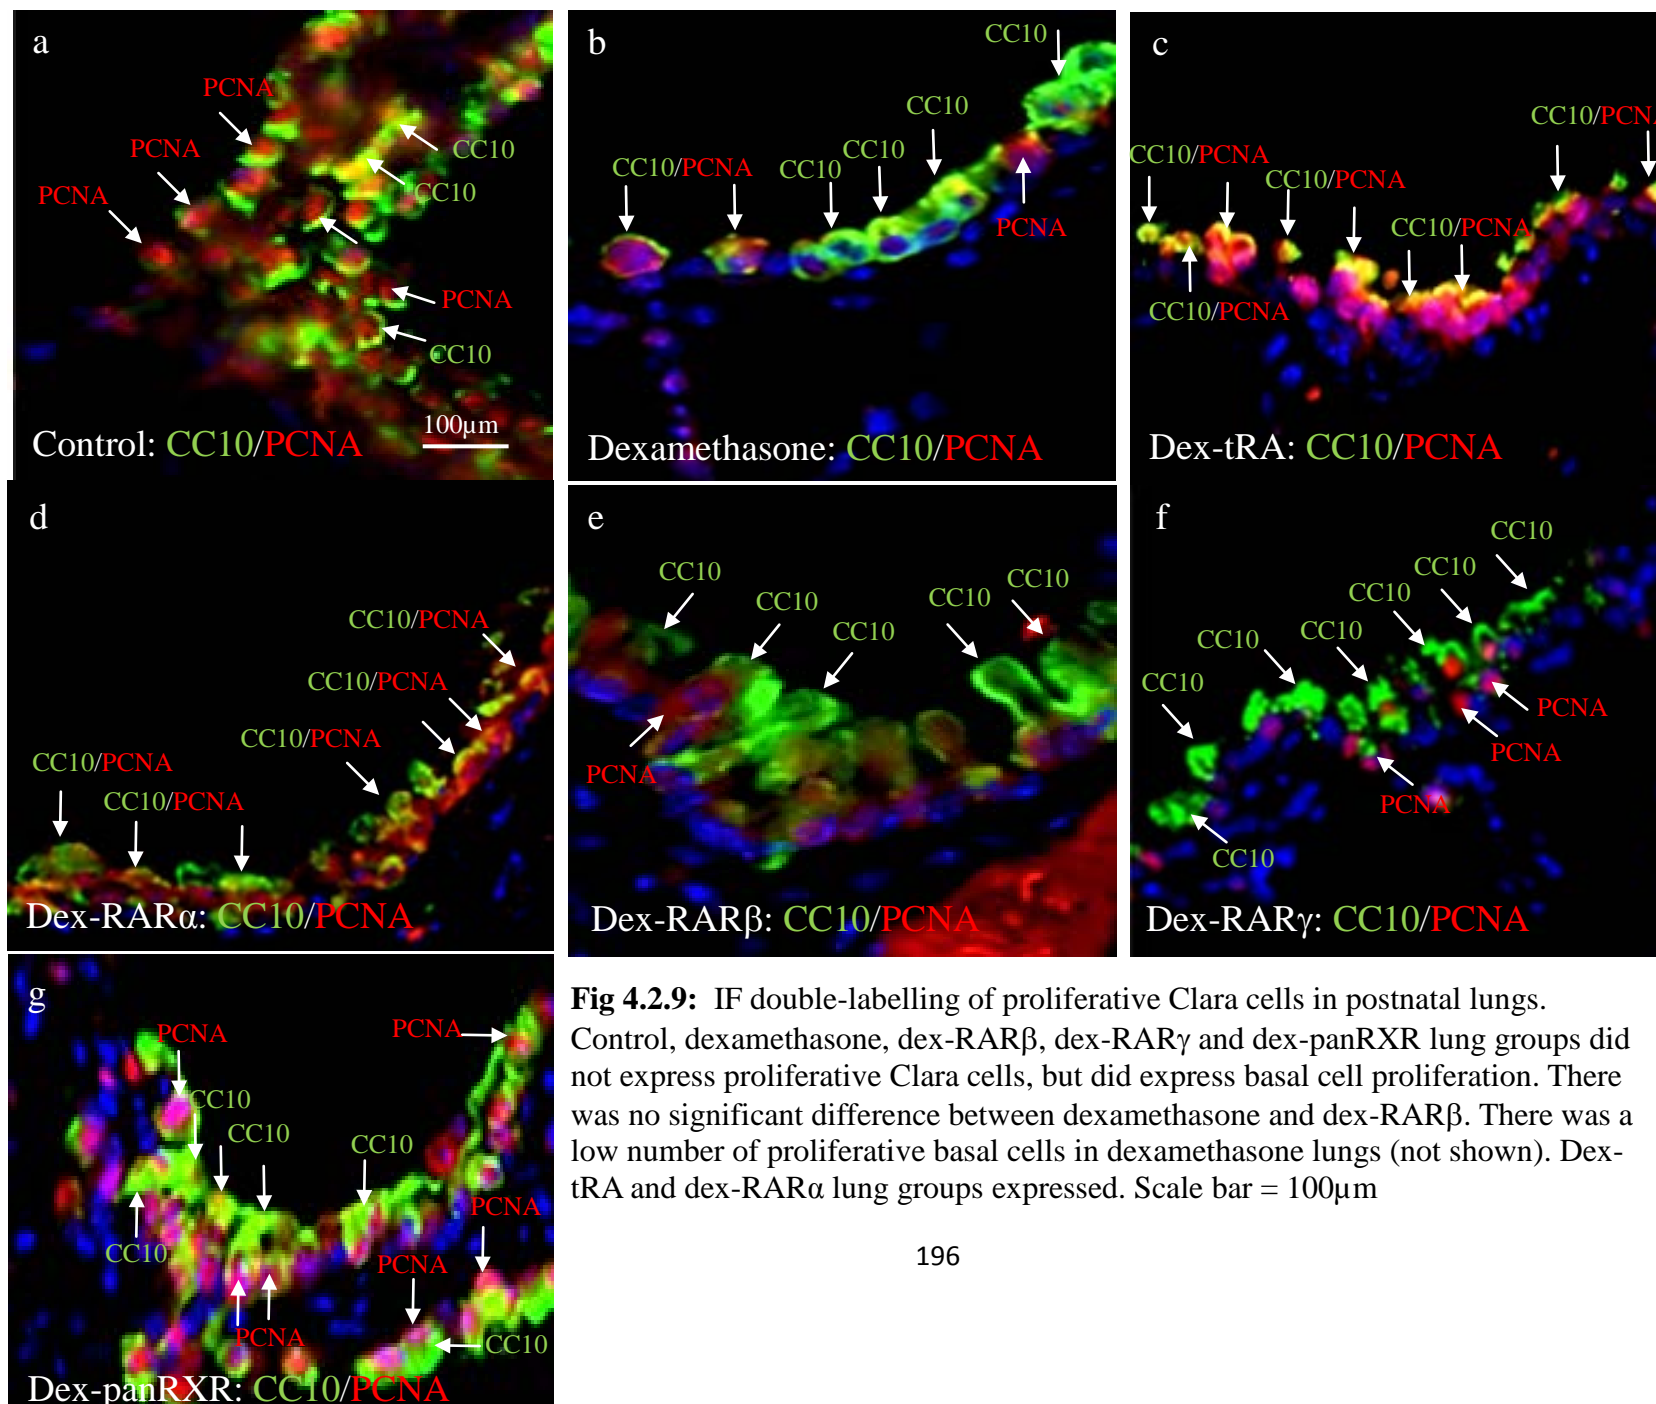 a
PCNA
PCNA
PCNA
CC10
CC10
PCNA
CC10
100µm
Control: CC10/PCNA
b
CC10
CC10
CC10
CC10
CC10/PCNA
PCNA
Dexamethasone: CC10/PCNA
c
CC10/PCNA
CC10/PCNA
CC10/PCNA
CC10/PCNA
CC10/PCNA
Dex-tRA: CC10/PCNA
d
CC10/PCNA
CC10/PCNA
CC10/PCNA
CC10/PCNA
CC10/PCNA
Dex-RARα: CC10/PCNA
e
CC10
CC10
CC10
CC10
CC10
PCNA
Dex-RARβ: CC10/PCNA
f
CC10
CC10
CC10
CC10
CC10
CC10
PCNA
PCNA
PCNA
CC10
Dex-RARγ: CC10/PCNA
g
PCNA
PCNA
CC10
CC10
CC10
PCNA
CC10
PCNA
PCNA
CC10
Dex-panRXR: CC10/PCNA
Fig 4.2.9: IF double-labelling of proliferative Clara cells in postnatal lungs.
Control, dexamethasone, dex-RARβ, dex-RARγ and dex-panRXR lung groups did
not express proliferative Clara cells, but did express basal cell proliferation. There
was no significant difference between dexamethasone and dex-RARβ. There was a
low number of proliferative basal cells in dexamethasone lungs (not shown). Dex-
tRA and dex-RARα lung groups expressed. Scale bar = 100µm
196